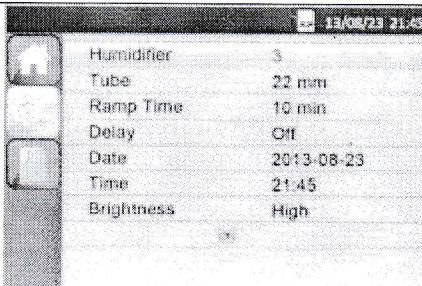 13/08/23 21:45
Humidifier 3
Tube 22 mm
Ramp Time 10 min
Delay Off
Date 2013-08-23
Time 21:45
Brightness High